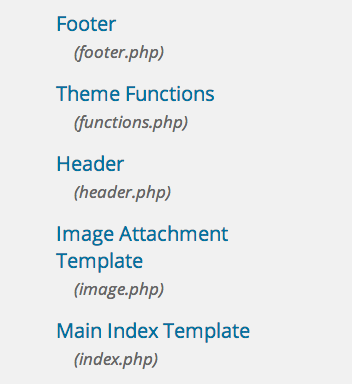 Footer
(footer.php)
Theme Functions
(functions.php)
Header
(header.php)
Image Attachment
Template
(image.php)
Main Index Template
(index.php)